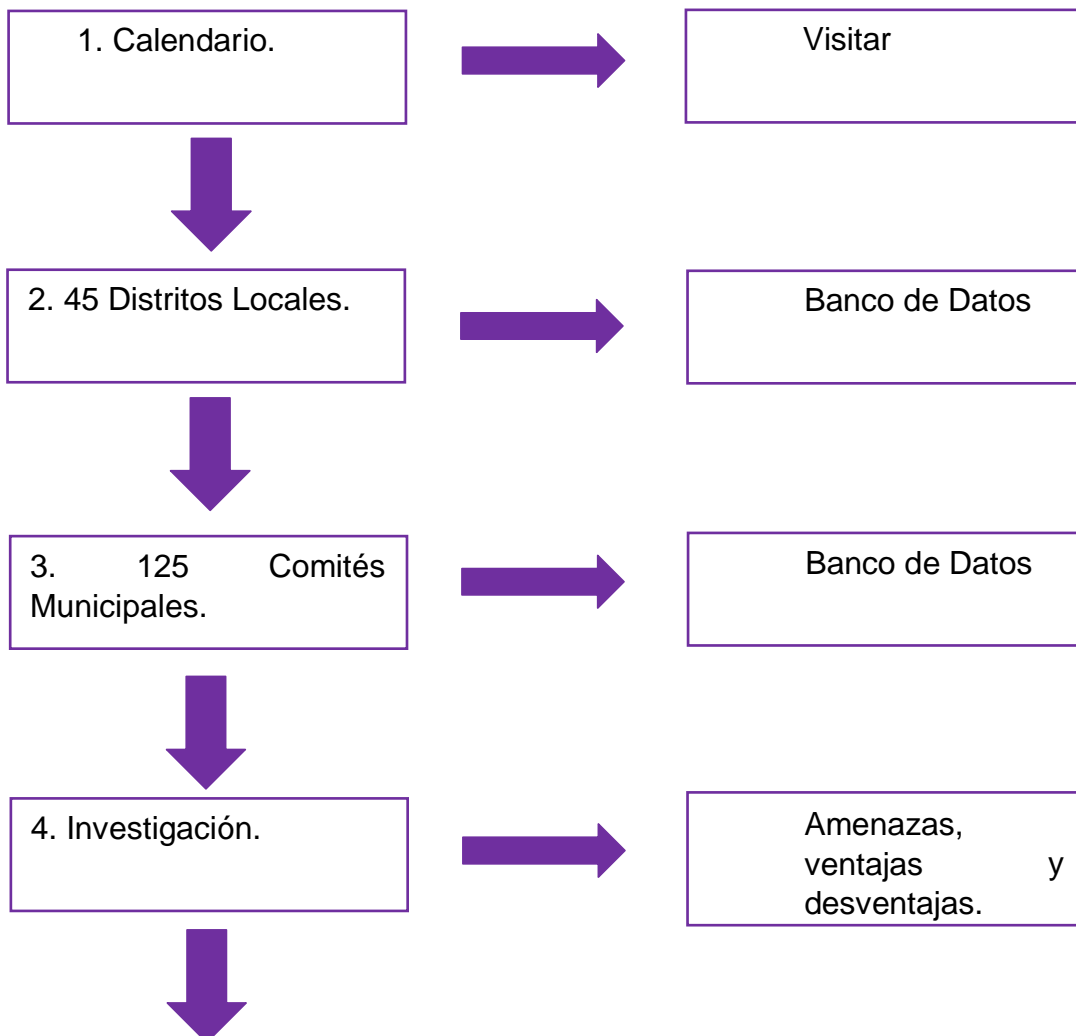 1. Calendario.
Visitar
2. 45 Distritos Locales.
Banco de Datos
3. 125 Comités
Municipales.
Banco de Datos
4. Investigación.
Amenazas,
ventajas y
desventajas.